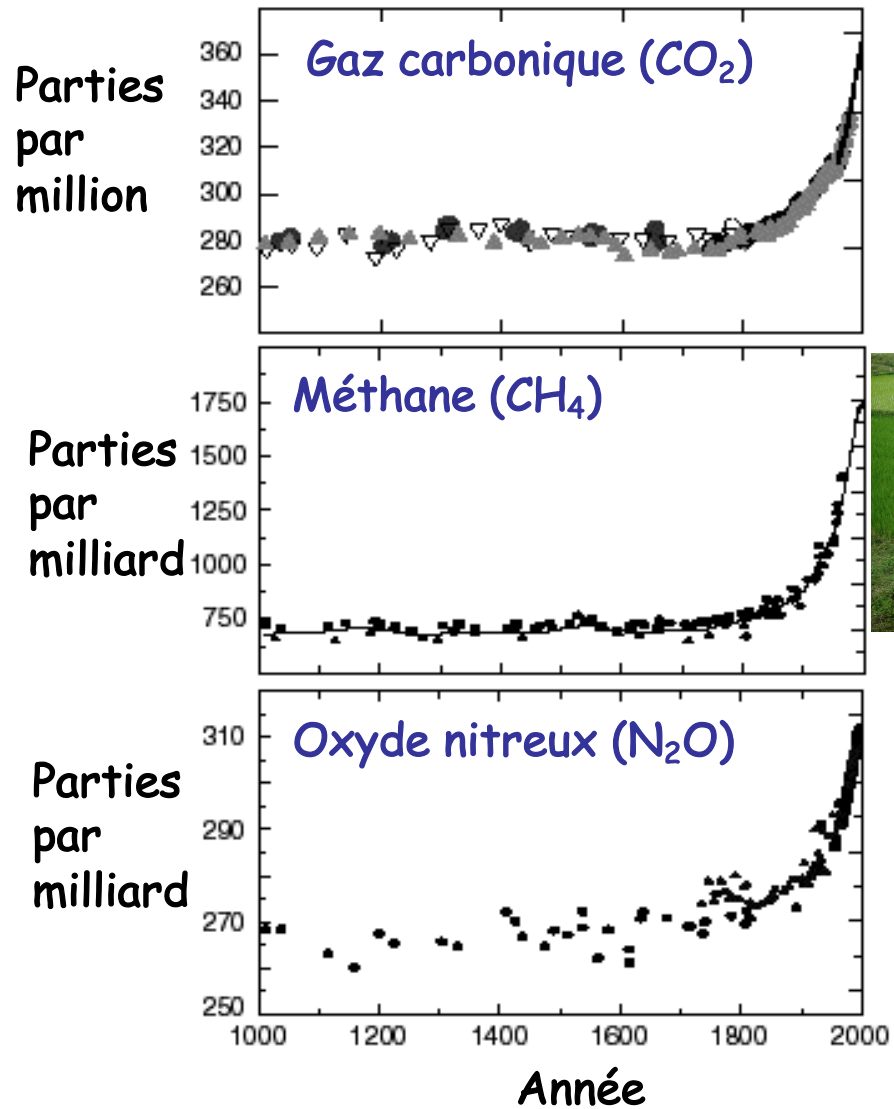 Gaz carbonique (CO₂)
Parties
par
million
360
340
320
300
280
260
Méthane (CH₄)
Parties
par
milliard
1750
1500
1250
1000
750
Oxyde nitreux (N₂O)
Parties
par
milliard
310
290
270
250
1000 1200 1400 1600 1800 2000
Année